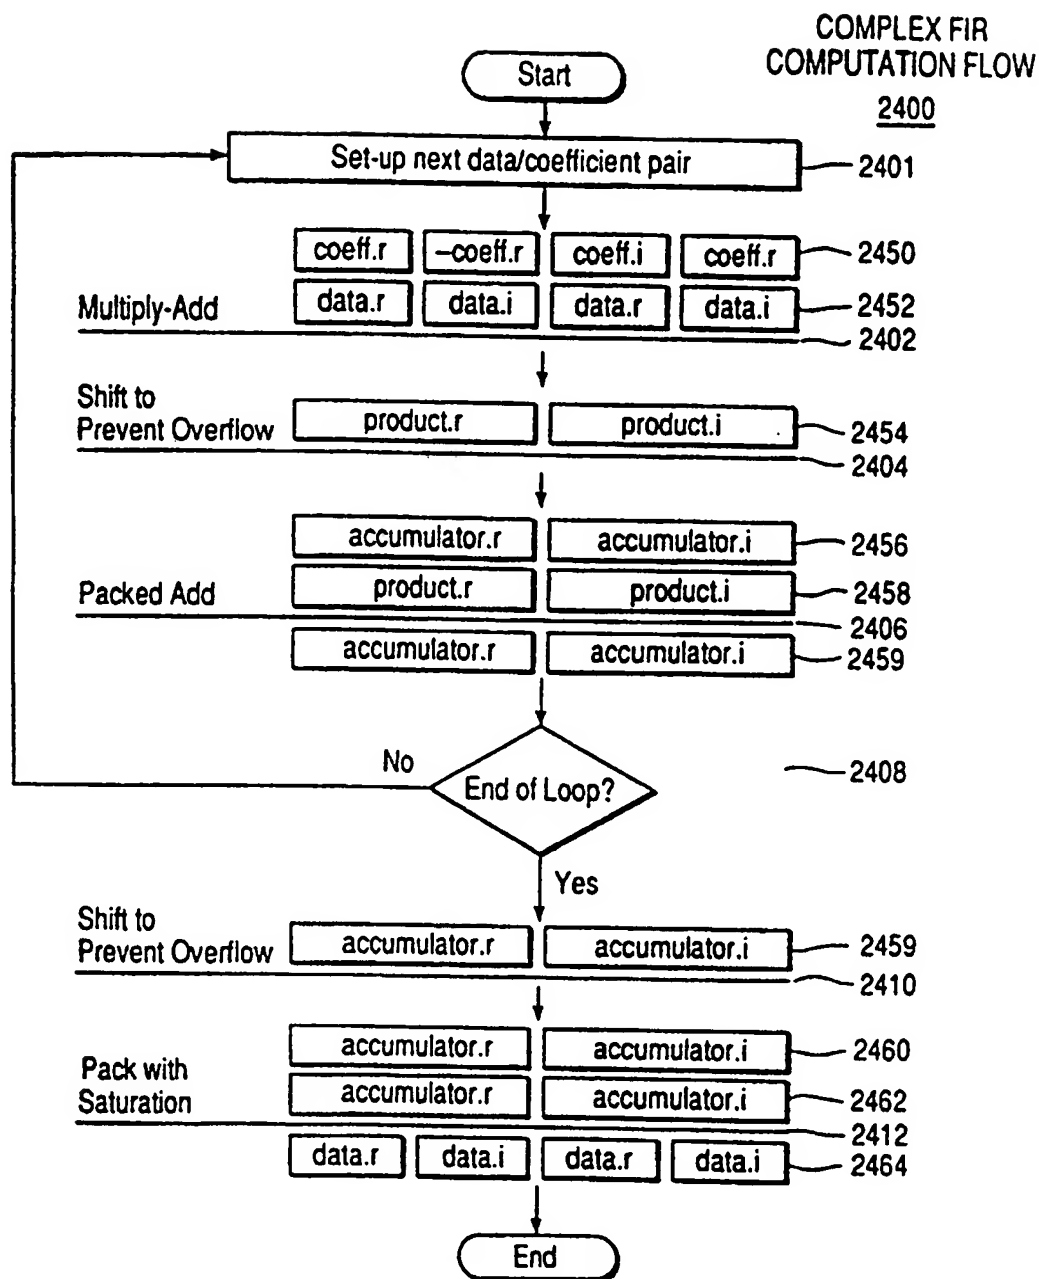 COMPLEX FIR
COMPUTATION FLOW
2400
Start
Set-up next data/coefficient pair 2401
coeff.r –coeff.r coeff.i coeff.r 2450
Multiply-Add data.r data.i data.r data.i 2452
2402
Shift to
Prevent Overflow product.r product.i 2454
2404
accumulator.r accumulator.i 2456
Packed Add product.r product.i 2458
2406
accumulator.r accumulator.i 2459
No
End of Loop? 2408
Yes
Shift to
Prevent Overflow accumulator.r accumulator.i 2459
2410
accumulator.r accumulator.i 2460
Pack with
Saturation accumulator.r accumulator.i 2462
2412
data.r data.i data.r data.i 2464
End